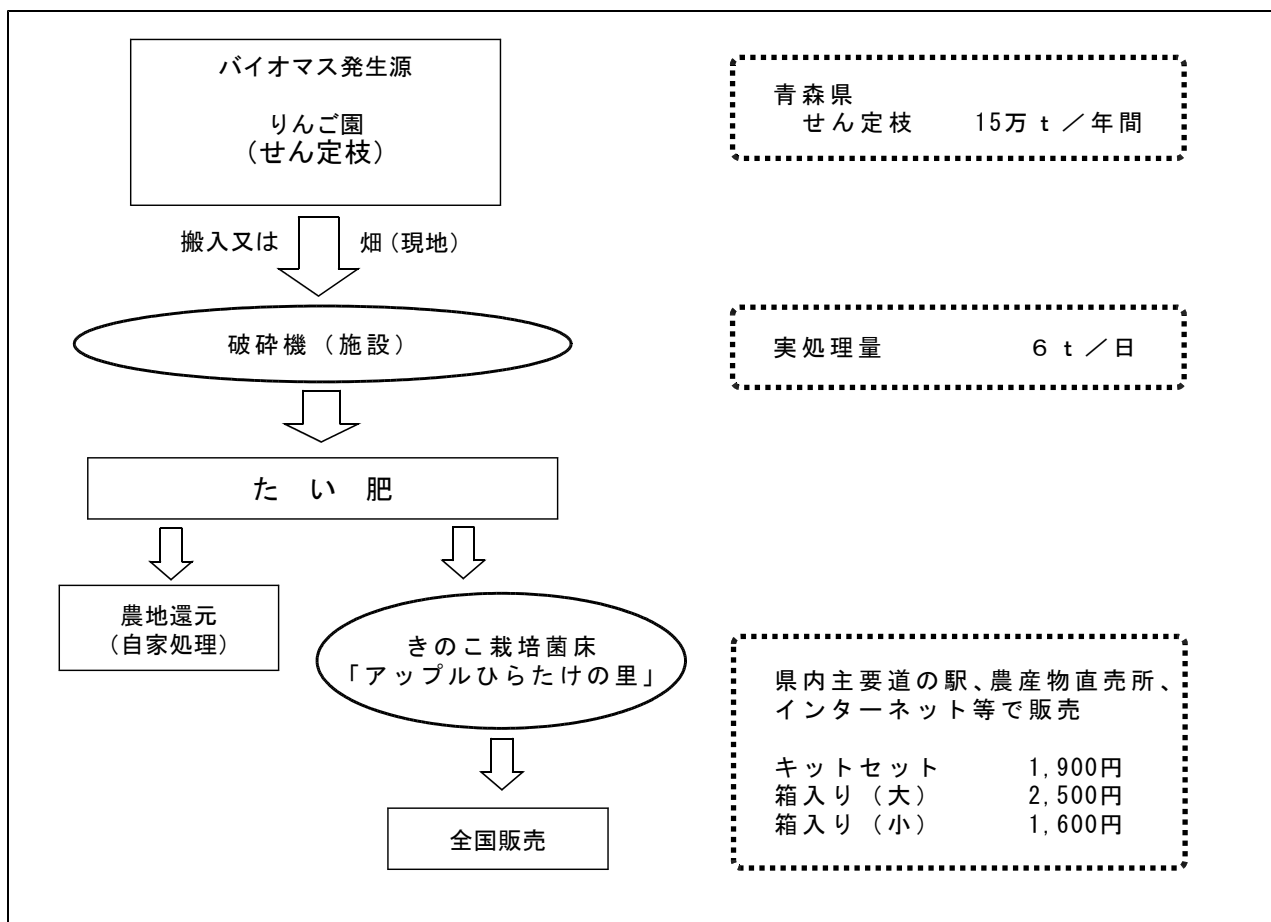 バイオマス発生源
りんご園
(せん定枝)
青森県
せん定枝 15万t/年間
搬入又は 畑(現地)
破砕機(施設)
実処理量 6t/日
たい肥
農地還元
(自家処理)
きのこ栽培菌床
「アップルひらたけの里」
県内主要道の駅、農産物直売所、
インターネット等で販売
キットセット 1,900円
箱入り(大) 2,500円
箱入り(小) 1,600円
全国販売